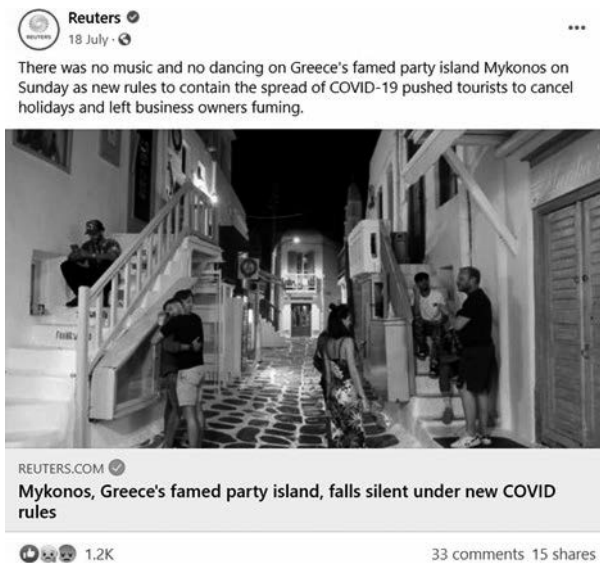 Reuters
REUTERS
18 July ·
There was no music and no dancing on Greece's famed party island Mykonos on
Sunday as new rules to contain the spread of COVID-19 pushed tourists to cancel
holidays and left business owners fuming.
REUTERS.COM
Mykonos, Greece's famed party island, falls silent under new COVID
rules
1.2K
33 comments 15 shares